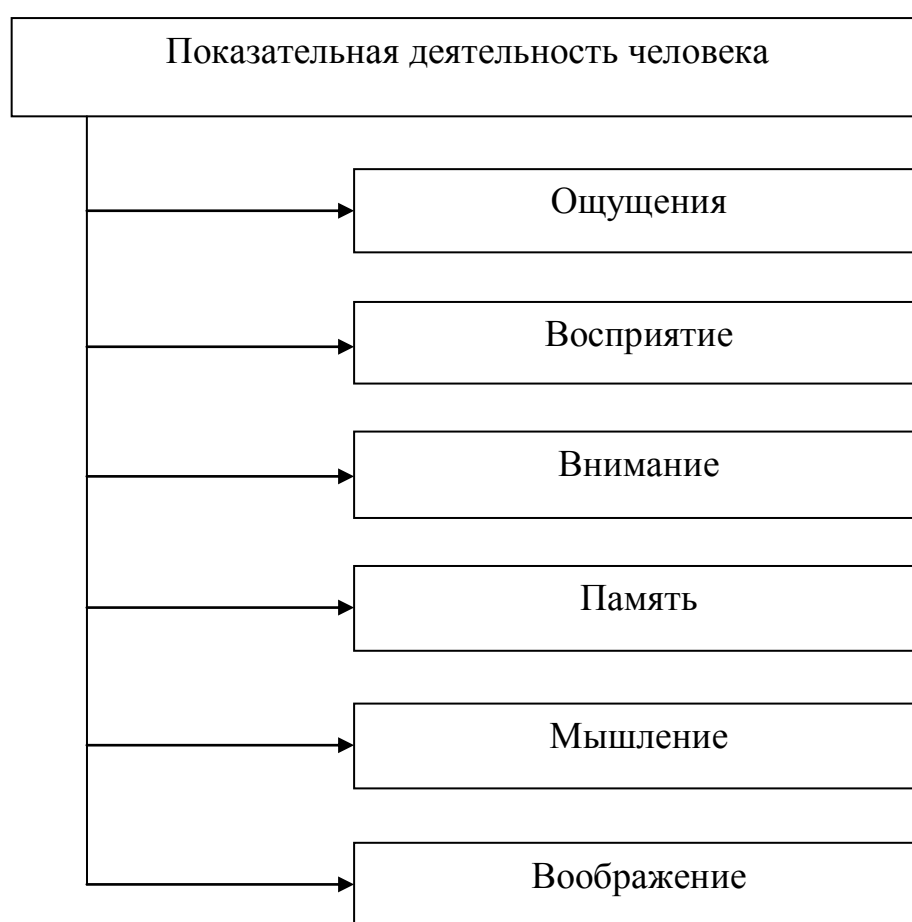 Показательная деятельность человека
Ощущения
Восприятие
Внимание
Память
Мышление
Воображение